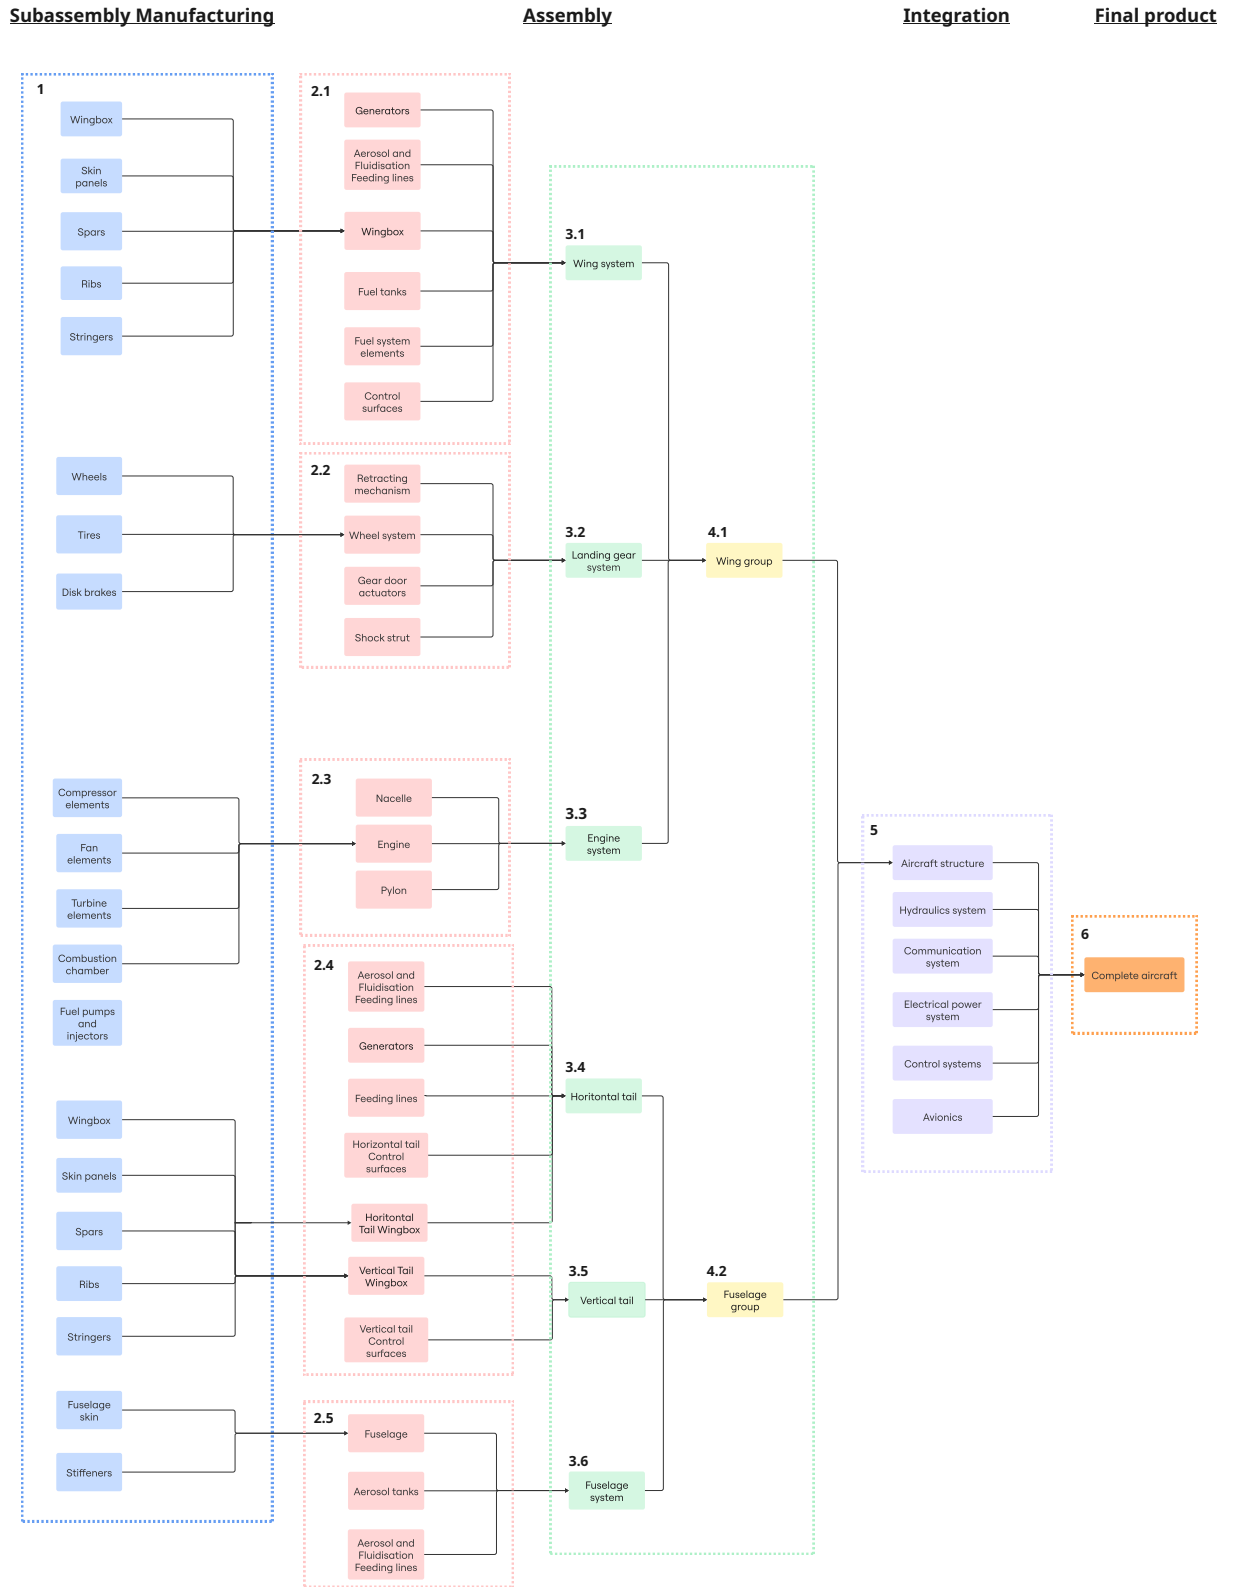 Subassembly Manufacturing
Assembly
Integration
Final product
1
Wingbox
Skin
panels
Spars
Ribs
Stringers
Wheels
Tires
Disk brakes
Compressor
elements
Fan
elements
Turbine
elements
Combustion
chamber
Fuel pumps
and
injectors
Wingbox
Skin panels
Spars
Ribs
Stringers
Fuselage
skin
Stiffeners
2.1
Generators
Aerosol and
Fluidisation
Feeding lines
Wingbox
Fuel tanks
Fuel system
elements
Control
surfaces
2.2
Retracting
mechanism
Wheel system
Gear door
actuators
Shock strut
2.3
Nacelle
Engine
Pylon
2.4
Aerosol and
Fluidisation
Feeding lines
Generators
Feeding lines
Horizontal tail
Control
surfaces
Horitontal
Tail Wingbox
Vertical Tail
Wingbox
Vertical tail
Control
surfaces
2.5
Fuselage
Aerosol tanks
Aerosol and
Fluidisation
Feeding lines
3.1
Wing system
3.2
Landing gear
system
3.3
Engine
system
3.4
Horitontal tail
3.5
Vertical tail
3.6
Fuselage
system
4.1
Wing group
4.2
Fuselage
group
5
Aircraft structure
Hydraulics system
Communication
system
Electrical power
system
Control systems
Avionics
6
Complete aircraft